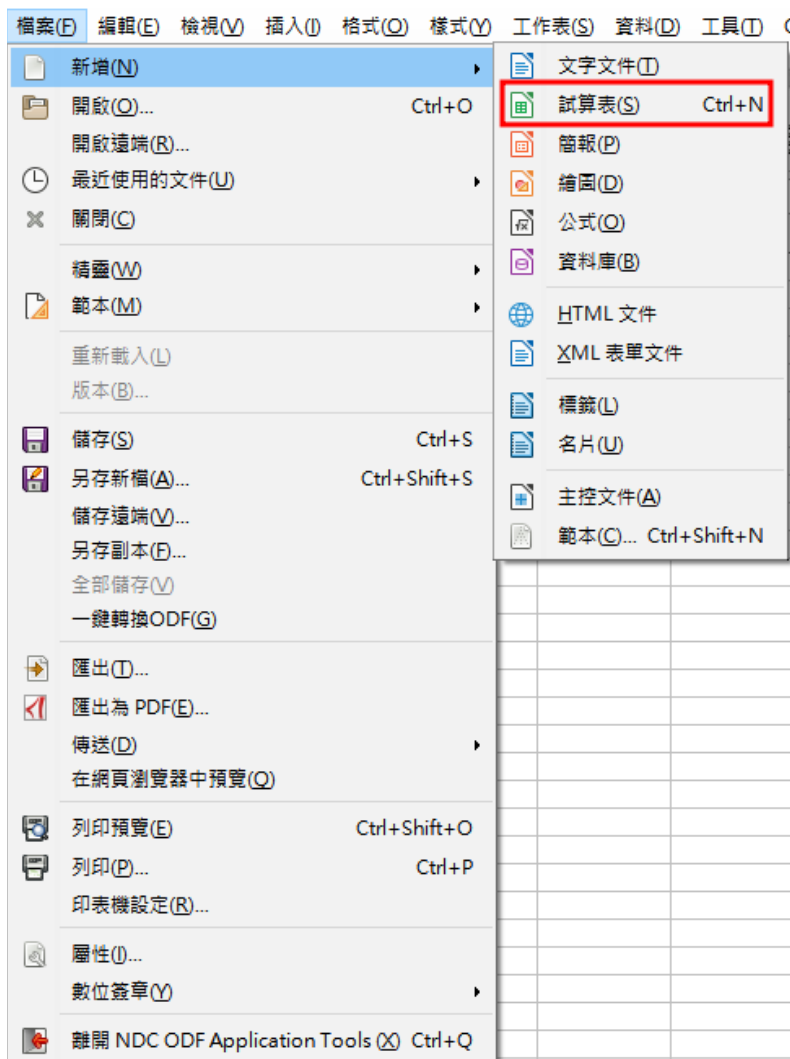 檔案(F) 編輯(E) 檢視(V) 插入(I) 格式(O) 樣式(Y) 工作表(S) 資料(D) 工具(T)
新增(N)
開啟(O)... Ctrl+O
開啟遠端(R)...
最近使用的文件(U)
關閉(C)
精靈(W)
範本(M)
重新載入(L)
版本(B)...
儲存(S) Ctrl+S
另存新檔(A)... Ctrl+Shift+S
儲存遠端(V)...
另存副本(F)...
全部儲存(V)
一鍵轉換ODF(G)
匯出(T)...
匯出為 PDF(E)...
傳送(D)
在網頁瀏覽器中預覽(Q)
列印預覽(E) Ctrl+Shift+O
列印(P)... Ctrl+P
印表機設定(R)...
屬性(I)...
數位簽章(Y)
離開 NDC ODF Application Tools (X) Ctrl+Q
文字文件(T)
試算表(S) Ctrl+N
簡報(P)
繪圖(D)
公式(O)
資料庫(B)
HTML 文件
XML 表單文件
標籤(L)
名片(U)
主控文件(A)
範本(C)... Ctrl+Shift+N